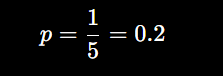 p = 1/5 = 0.2